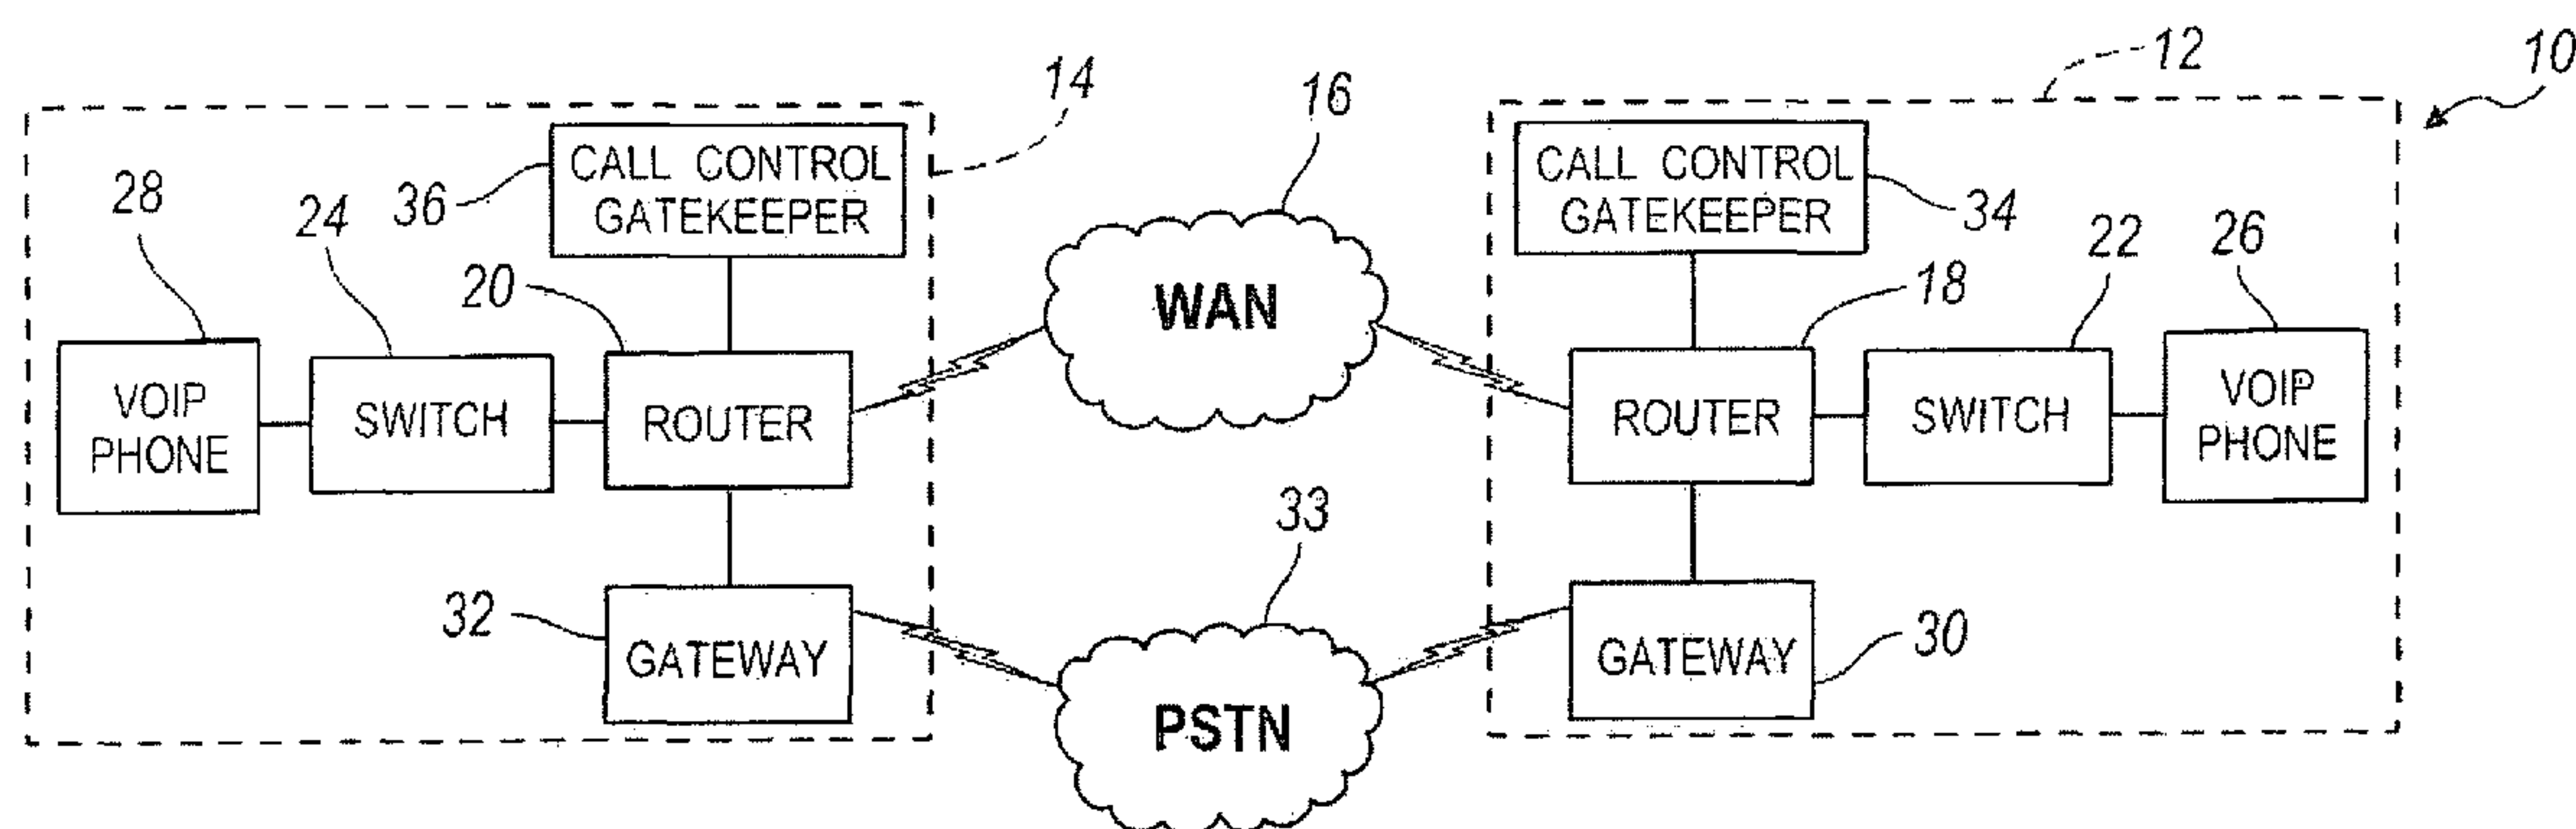 10
12
14
16
CALL CONTROL
GATEKEEPER
36
28
24
20
VOIP
PHONE
SWITCH
ROUTER
32
GATEWAY
WAN
33
PSTN
CALL CONTROL
GATEKEEPER
34
18
22
26
ROUTER
SWITCH
VOIP
PHONE
GATEWAY
30